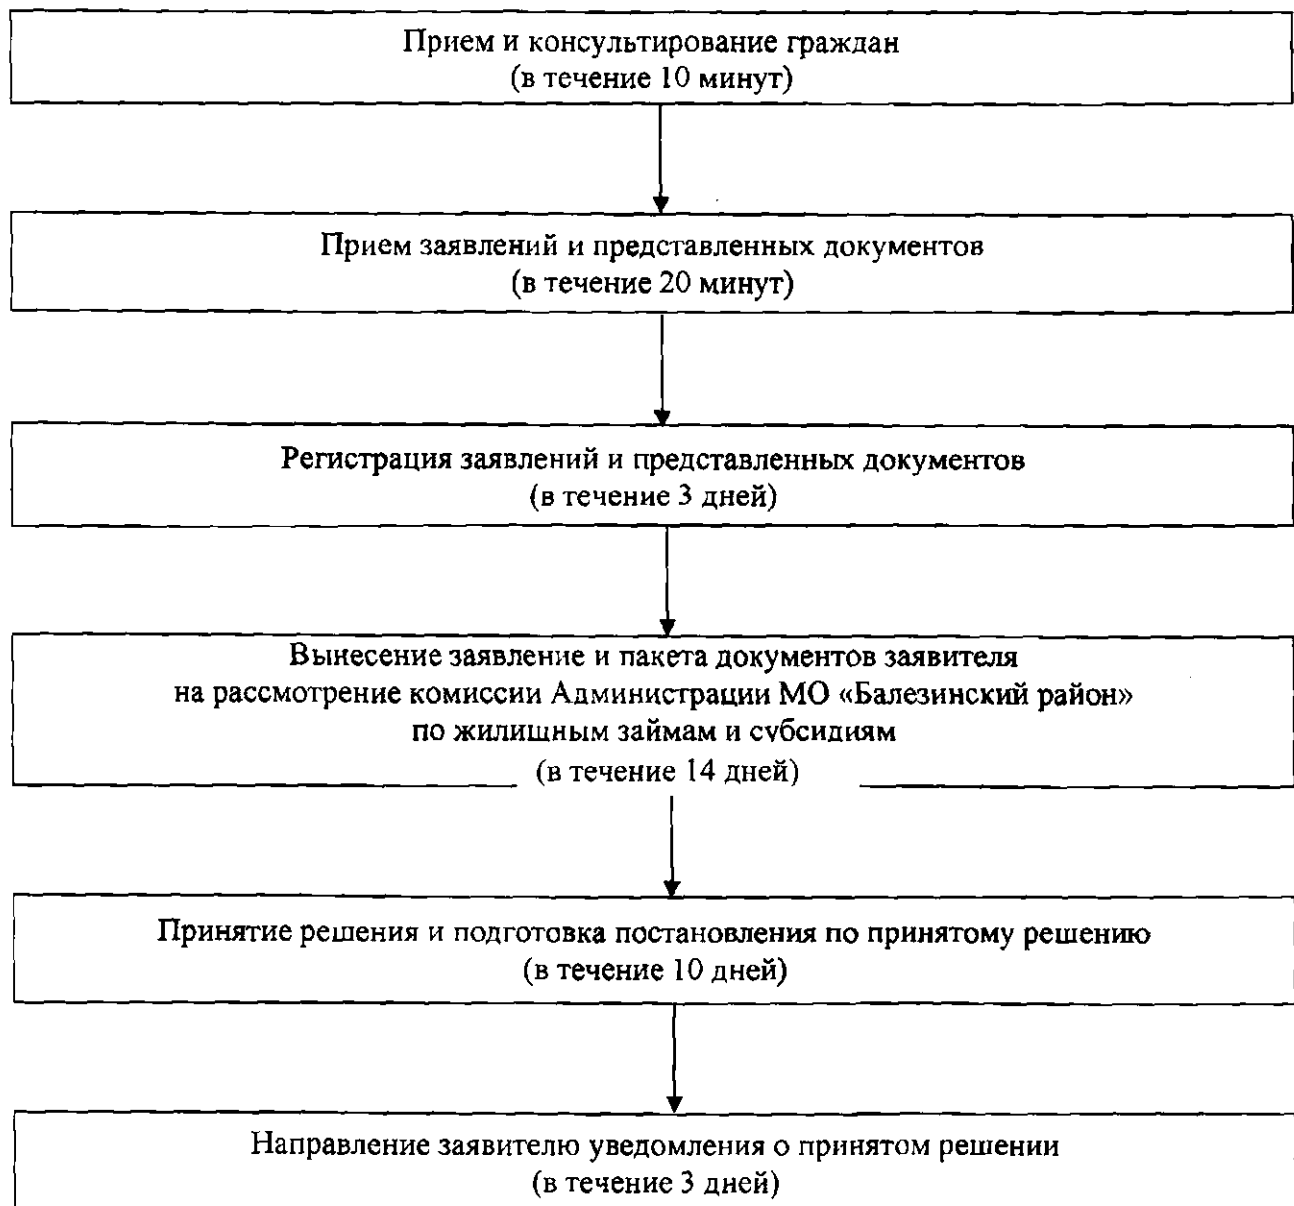 Прием и консультирование граждан
(в течение 10 минут)
Прием заявлений и представленных документов
(в течение 20 минут)
Регистрация заявлений и представленных документов
(в течение 3 дней)
Вынесение заявление и пакета документов заявителя
на рассмотрение комиссии Администрации МО «Балезинский район»
по жилищным займам и субсидиям
(в течение 14 дней)
Принятие решения и подготовка постановления по принятому решению
(в течение 10 дней)
Направление заявителю уведомления о принятом решении
(в течение 3 дней)